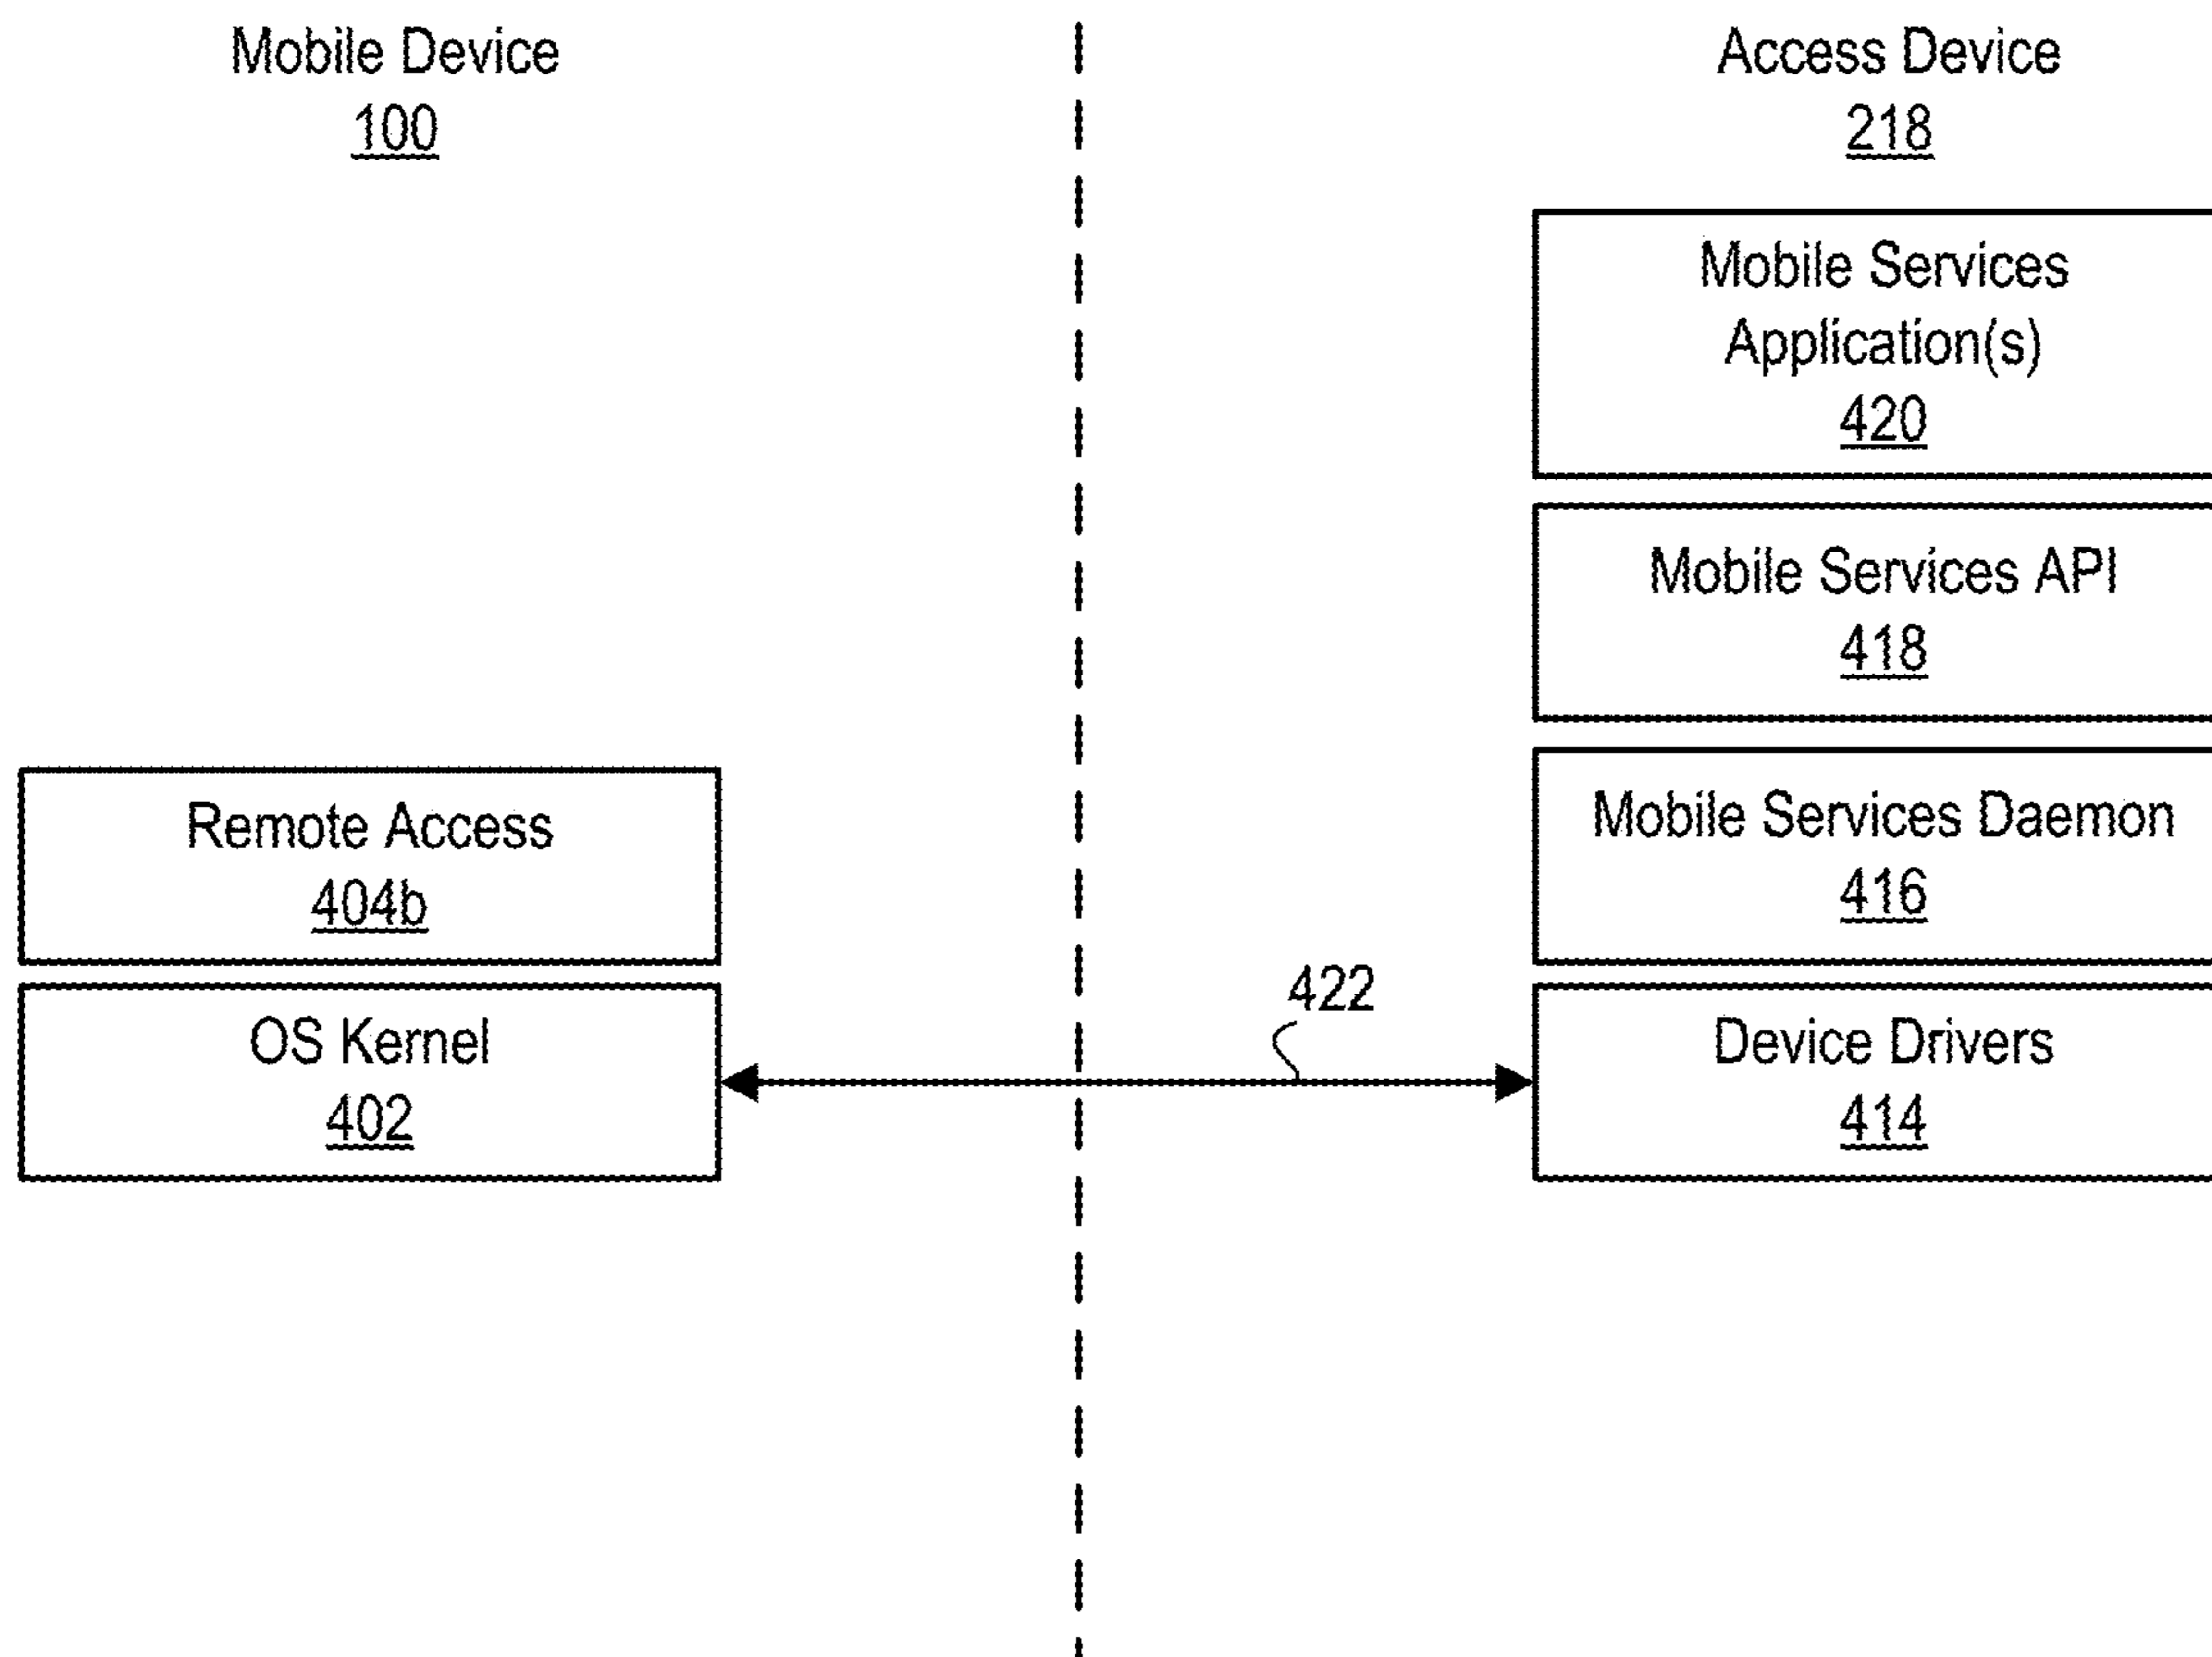 Mobile Device
100
Access Device
218
Mobile Services
Application(s)
420
Mobile Services API
418
Remote Access
404b
Mobile Services Daemon
416
OS Kernel
402
422
Device Drivers
414